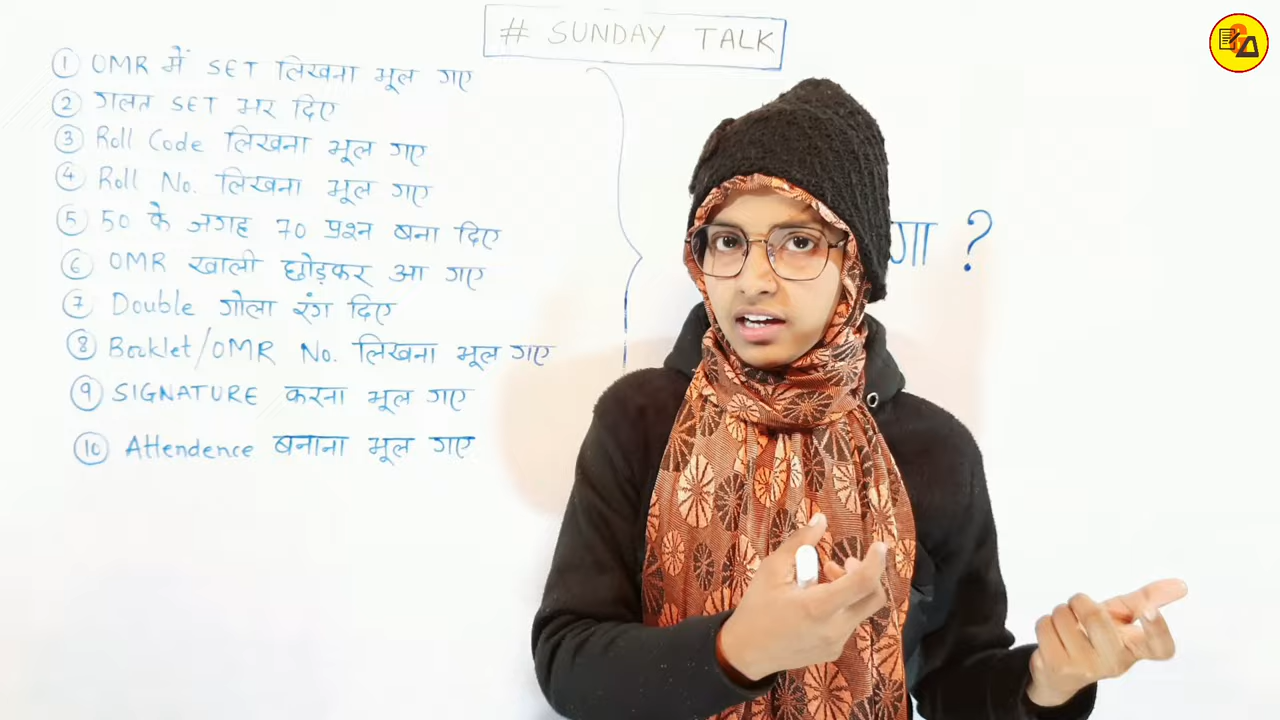 # SUNDAY TALK
① OMR में SET लिखना भूल गए
② गलत SET भर दिए
③ Roll Code लिखना भूल गए
④ Roll No. लिखना भूल गए
⑤ 50 के जगह 70 प्रश्न बना दिए
⑥ OMR खाली छोड़कर आ गए
⑦ Double गोला रंग दिए
⑧ Booklet/OMR No. लिखना भूल गए
⑨ SIGNATURE करना भूल गए
⑩ Attendence बनाना भूल गए
गा ?